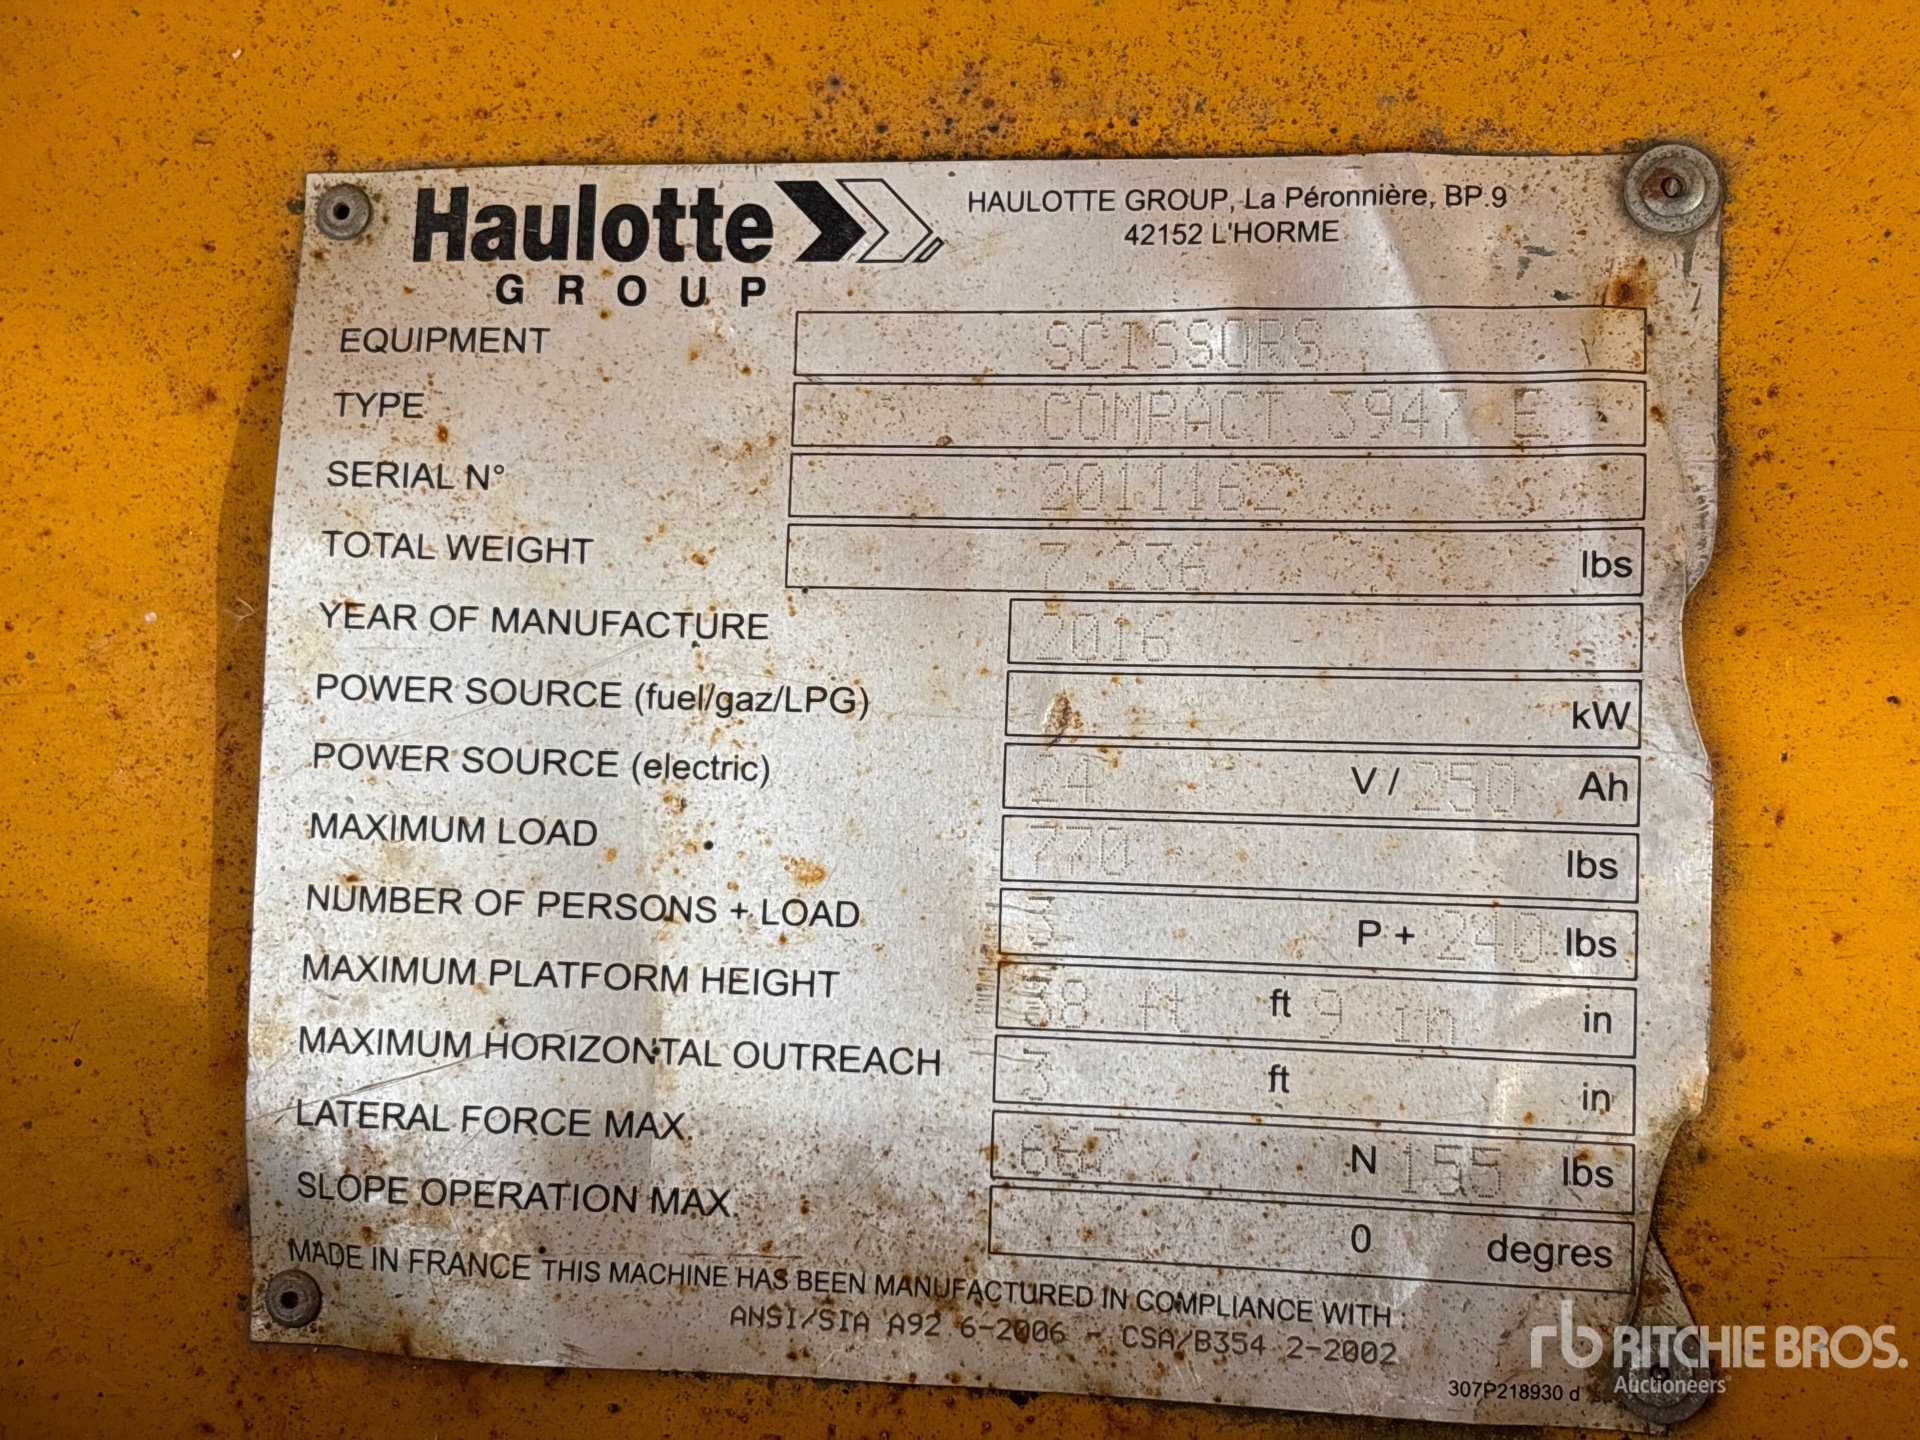 Haulotte
GROUP
HAULOTTE GROUP, La Péronnière, BP.9
42152 L'HORME
EQUIPMENT SCISSORS
TYPE COMPACT 3947 E
SERIAL N° 2011162
TOTAL WEIGHT 7,236 lbs
YEAR OF MANUFACTURE 2016
POWER SOURCE (fuel/gaz/LPG) kW
POWER SOURCE (electric) 24 V / 250 Ah
MAXIMUM LOAD 770 lbs
NUMBER OF PERSONS + LOAD 3 P + 240 lbs
MAXIMUM PLATFORM HEIGHT 38 ft ft 9 in in
MAXIMUM HORIZONTAL OUTREACH 3 ft in
LATERAL FORCE MAX. 667 N 155 lbs
SLOPE OPERATION MAX. 0 degres
MADE IN FRANCE THIS MACHINE HAS BEEN MANUFACTURED IN COMPLIANCE WITH :
ANSI/SIA A92 6-2006 - CSA/B354 2-2002
307P218930 d
rb RITCHIE BROS.
Auctioneers